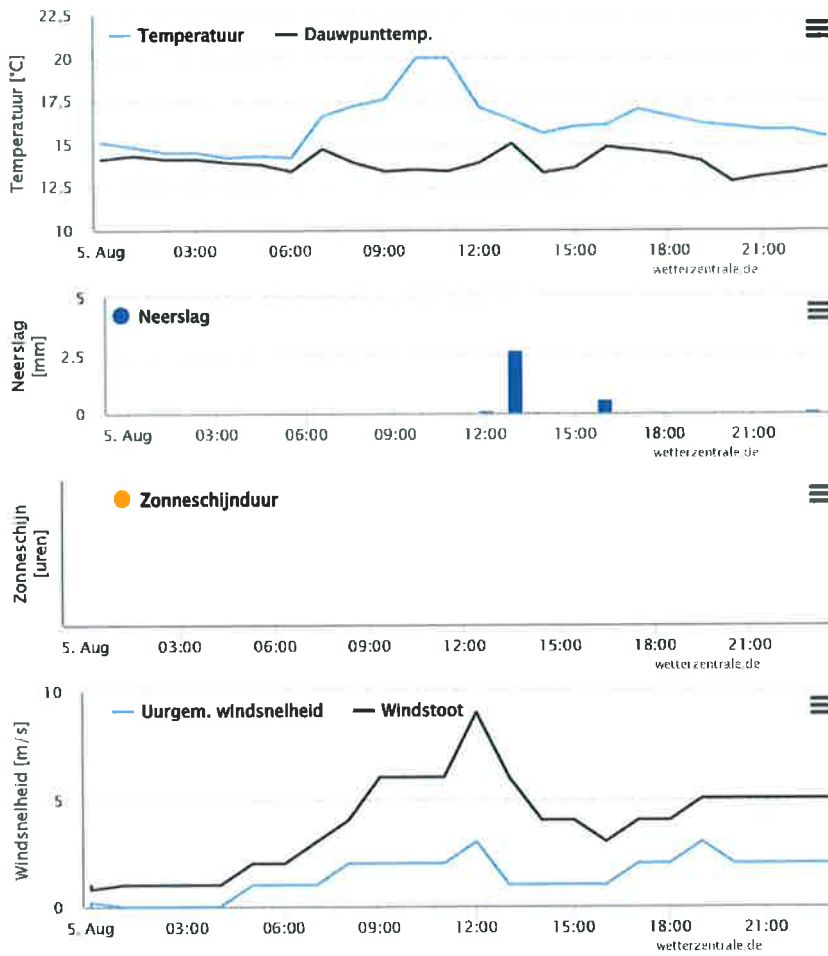 22,5
20
17,5
15
12,5
10
Temperatuur [°C]
Temperatuur
Dauwpunttemp.
5. Aug 03:00 06:00 09:00 12:00 15:00 18:00 21:00
wetterzentrale.de
5
2.5
0
Neerslag
[mm]
Neerslag
5. Aug 03:00 06:00 09:00 12:00 15:00 18:00 21:00
wetterzentrale.de
Zonneschijn
[uren]
Zonneschijnduur
5. Aug 03:00 06:00 09:00 12:00 15:00 18:00 21:00
wetterzentrale.de
10
5
0
Windsnelheid [m/s]
Uurgem. windsnelheid
Windstoot
5. Aug 03:00 06:00 09:00 12:00 15:00 18:00 21:00
wetterzentrale.de